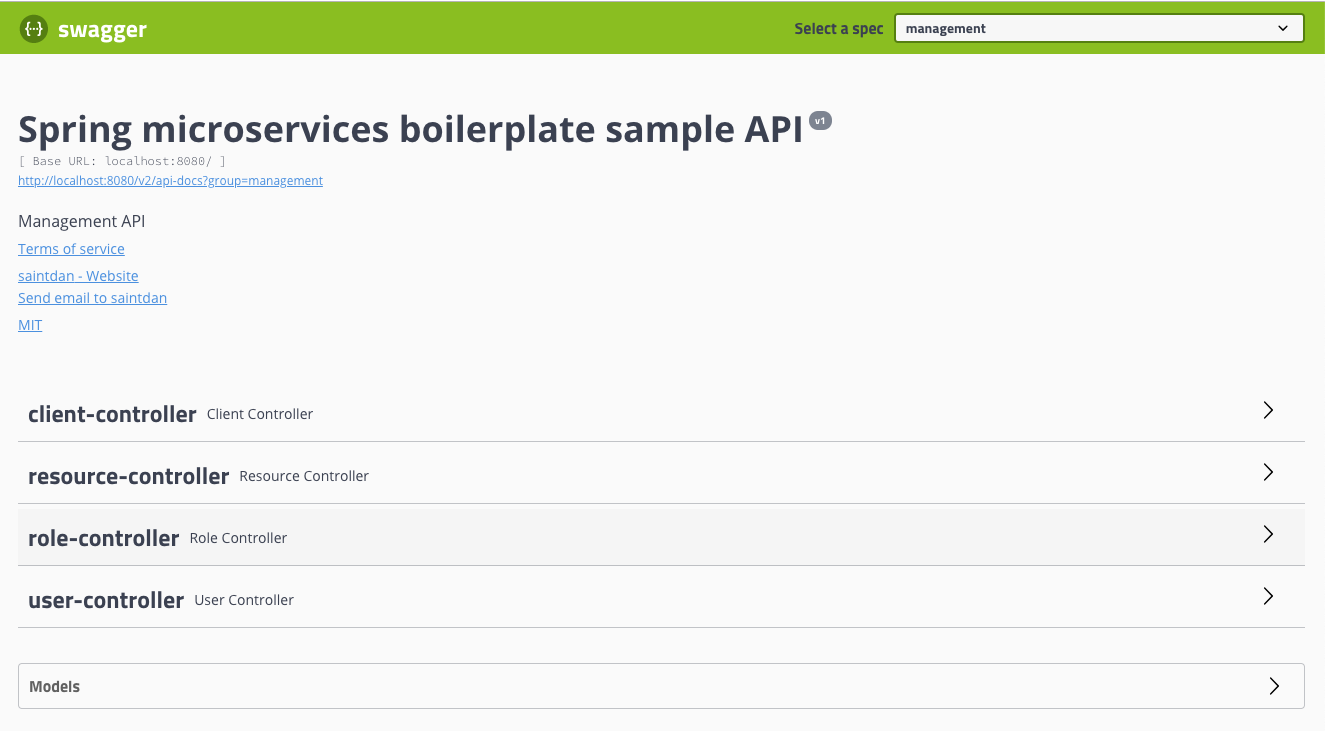 {···} swagger Select a spec management
Spring microservices boilerplate sample API v1
[ Base URL: localhost:8080/ ]
http://localhost:8080/v2/api-docs?group=management
Management API
Terms of service
saintdan - Website
Send email to saintdan
MIT
client-controller Client Controller
resource-controller Resource Controller
role-controller Role Controller
user-controller User Controller
Models